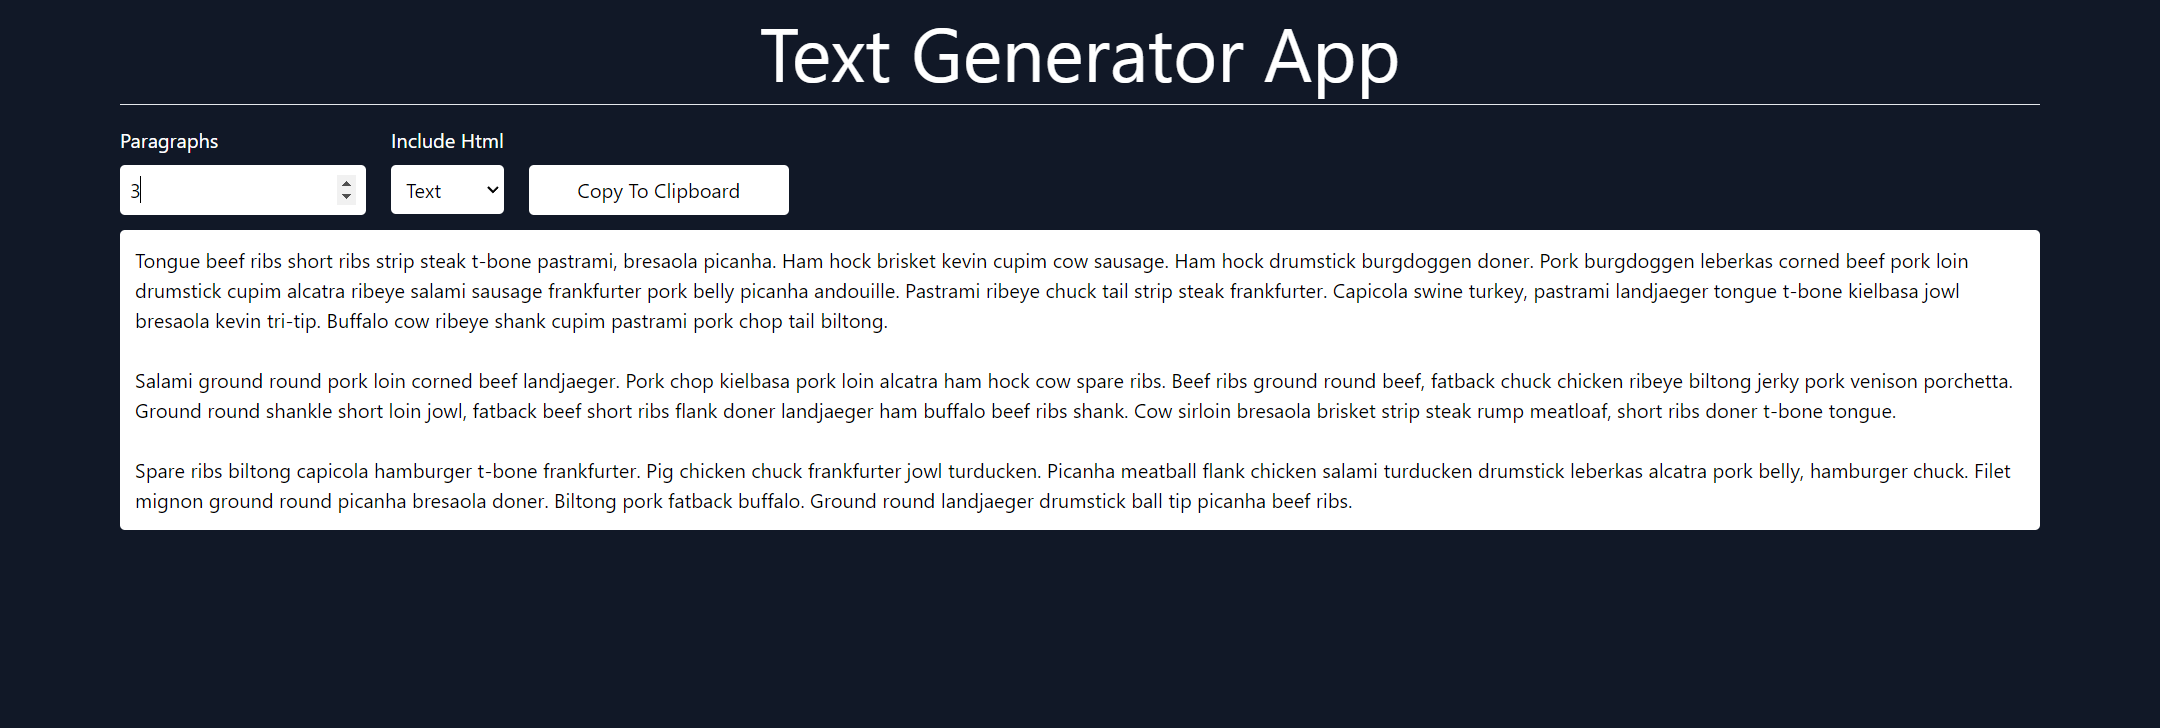 Text Generator App
Paragraphs
Include Html
3
Text
Copy To Clipboard
Tongue beef ribs short ribs strip steak t-bone pastrami, bresaola picanha. Ham hock brisket kevin cupim cow sausage. Ham hock drumstick burgdoggen doner. Pork burgdoggen leberkas corned beef pork loin
drumstick cupim alcatra ribeye salami sausage frankfurter pork belly picanha andouille. Pastrami ribeye chuck tail strip steak frankfurter. Capicola swine turkey, pastrami landjaeger tongue t-bone kielbasa jowl
bresaola kevin tri-tip. Buffalo cow ribeye shank cupim pastrami pork chop tail biltong.
Salami ground round pork loin corned beef landjaeger. Pork chop kielbasa pork loin alcatra ham hock cow spare ribs. Beef ribs ground round beef, fatback chuck chicken ribeye biltong jerky pork venison porchetta.
Ground round shankle short loin jowl, fatback beef short ribs flank doner landjaeger ham buffalo beef ribs shank. Cow sirloin bresaola brisket strip steak rump meatloaf, short ribs doner t-bone tongue.
Spare ribs biltong capicola hamburger t-bone frankfurter. Pig chicken chuck frankfurter jowl turducken. Picanha meatball flank chicken salami turducken drumstick leberkas alcatra pork belly, hamburger chuck. Filet
mignon ground round picanha bresaola doner. Biltong pork fatback buffalo. Ground round landjaeger drumstick ball tip picanha beef ribs.